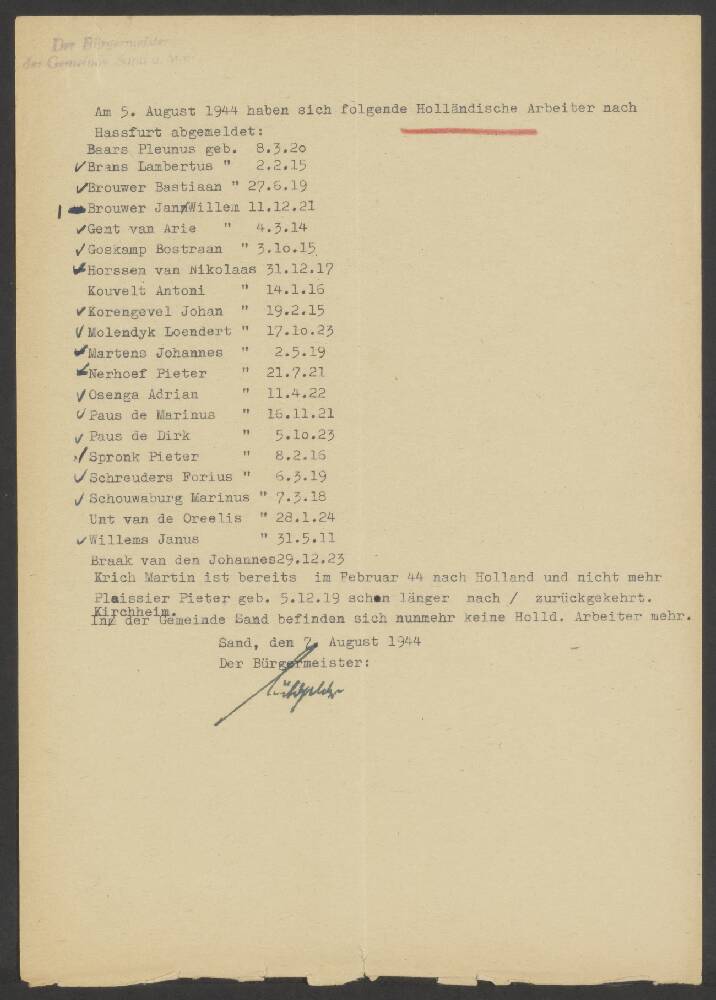 Der Bürgermeister
der Gemeinde Sand a. Main
Am 5. August 1944 haben sich folgende Holländische Arbeiter nach
Hassfurt abgemeldet:
Baars Pleunus geb. 8.3.2o
✓Brans Lambertus " 2.2.15
✓Brouwer Bastiaan " 27.6.19
Brouwer Jan Willem 11.12.21
✓Gent van Arie " 4.3.14
✓Goskamp Bostraan " 3.1o.15
✓Horssen van Nikolaas 31.12.17
Kouvelt Antoni " 14.1.16
✓Korengevel Johan " 19.2.15
✓Molendyk Loendert " 17.1o.23
✓Martens Johannes " 2.5.19
✓Nerhoef Pieter " 21.7.21
✓Osenga Adrian " 11.4.22
✓Paus de Marinus " 16.11.21
✓Paus de Dirk " 5.1o.23
✓Spronk Pieter " 8.2.16
✓Schreuders Forius " 6.3.19
✓Schouwaburg Marinus " 7.3.18
Unt van de Oreelis " 28.1.24
✓Willems Janus " 31.5.11
Braak van den Johannes29.12.23
Krich Martin ist bereits im Februar 44 nach Holland und nicht mehr
Plaissier Pieter geb. 5.12.19 schon länger nach / zurückgekehrt.
Kirchheim.
In der Gemeinde Sand befinden sich nunmehr keine Holld. Arbeiter mehr.
Sand, den 7. August 1944
Der Bürgermeister: